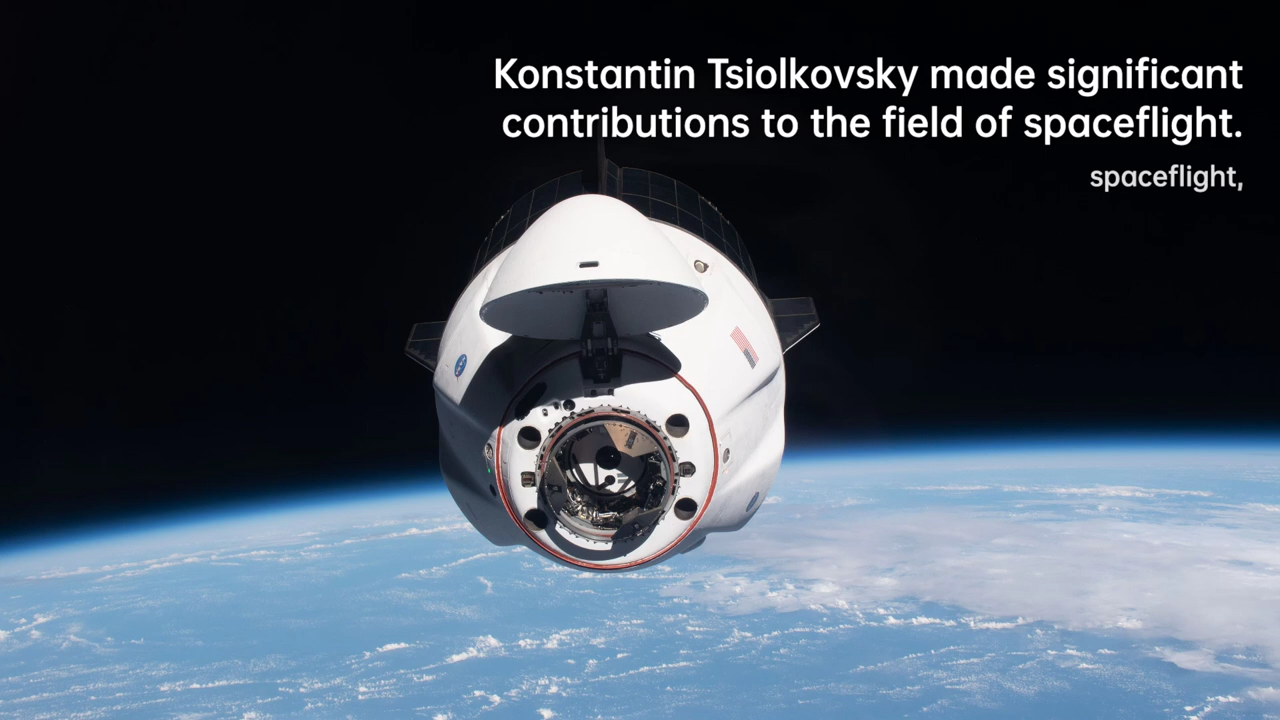 Konstantin Tsiolkovsky made significant
contributions to the field of spaceflight.
spaceflight,